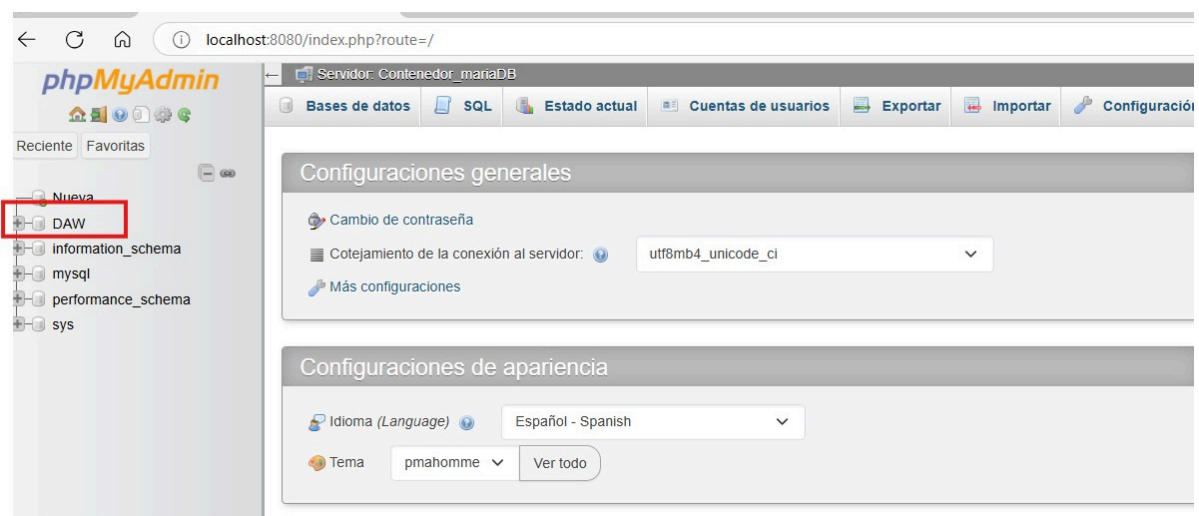 localhost:8080/index.php?route=/
phpMyAdmin
Reciente Favoritas
Nueva
DAW
information_schema
mysql
performance_schema
sys
Servidor: Contenedor_mariaDB
Bases de datos SQL Estado actual Cuentas de usuarios Exportar Importar Configuración
Configuraciones generales
Cambio de contraseña
Cotejamiento de la conexión al servidor: utf8mb4_unicode_ci
Más configuraciones
Configuraciones de apariencia
Idioma (Language) Español - Spanish
Tema pmahomme Ver todo